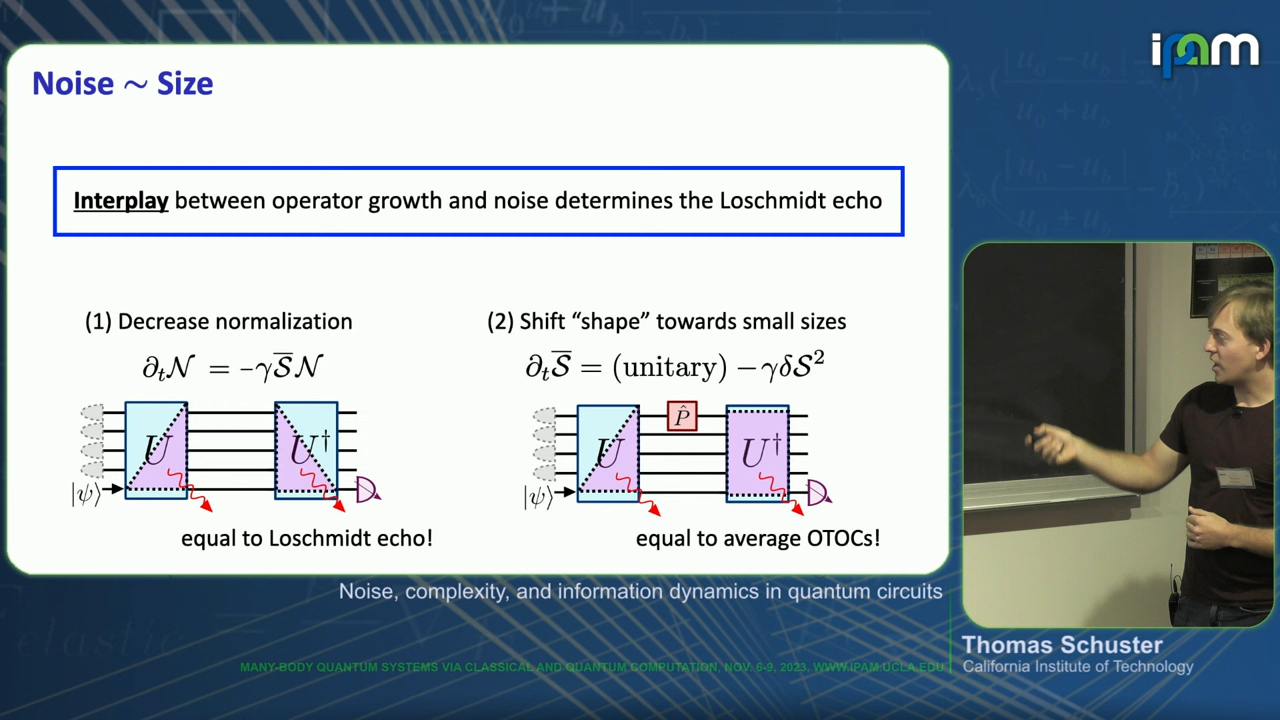 ipam
Noise ∼ Size
Interplay between operator growth and noise determines the Loschmidt echo
(1) Decrease normalization
(2) Shift “shape” towards small sizes
∂ₜ𝒩 = −γS̅𝒩
∂ₜS̅ = (unitary) − γδS²
U
U†
|ψ⟩
equal to Loschmidt echo!
P̂
U
U†
|ψ⟩
equal to average OTOCs!
Noise, complexity, and information dynamics in quantum circuits
Thomas Schuster
California Institute of Technology
MANY-BODY QUANTUM SYSTEMS VIA CLASSICAL AND QUANTUM COMPUTATION, NOV. 6-9, 2023, WWW.IPAM.UCLA.EDU
elastic